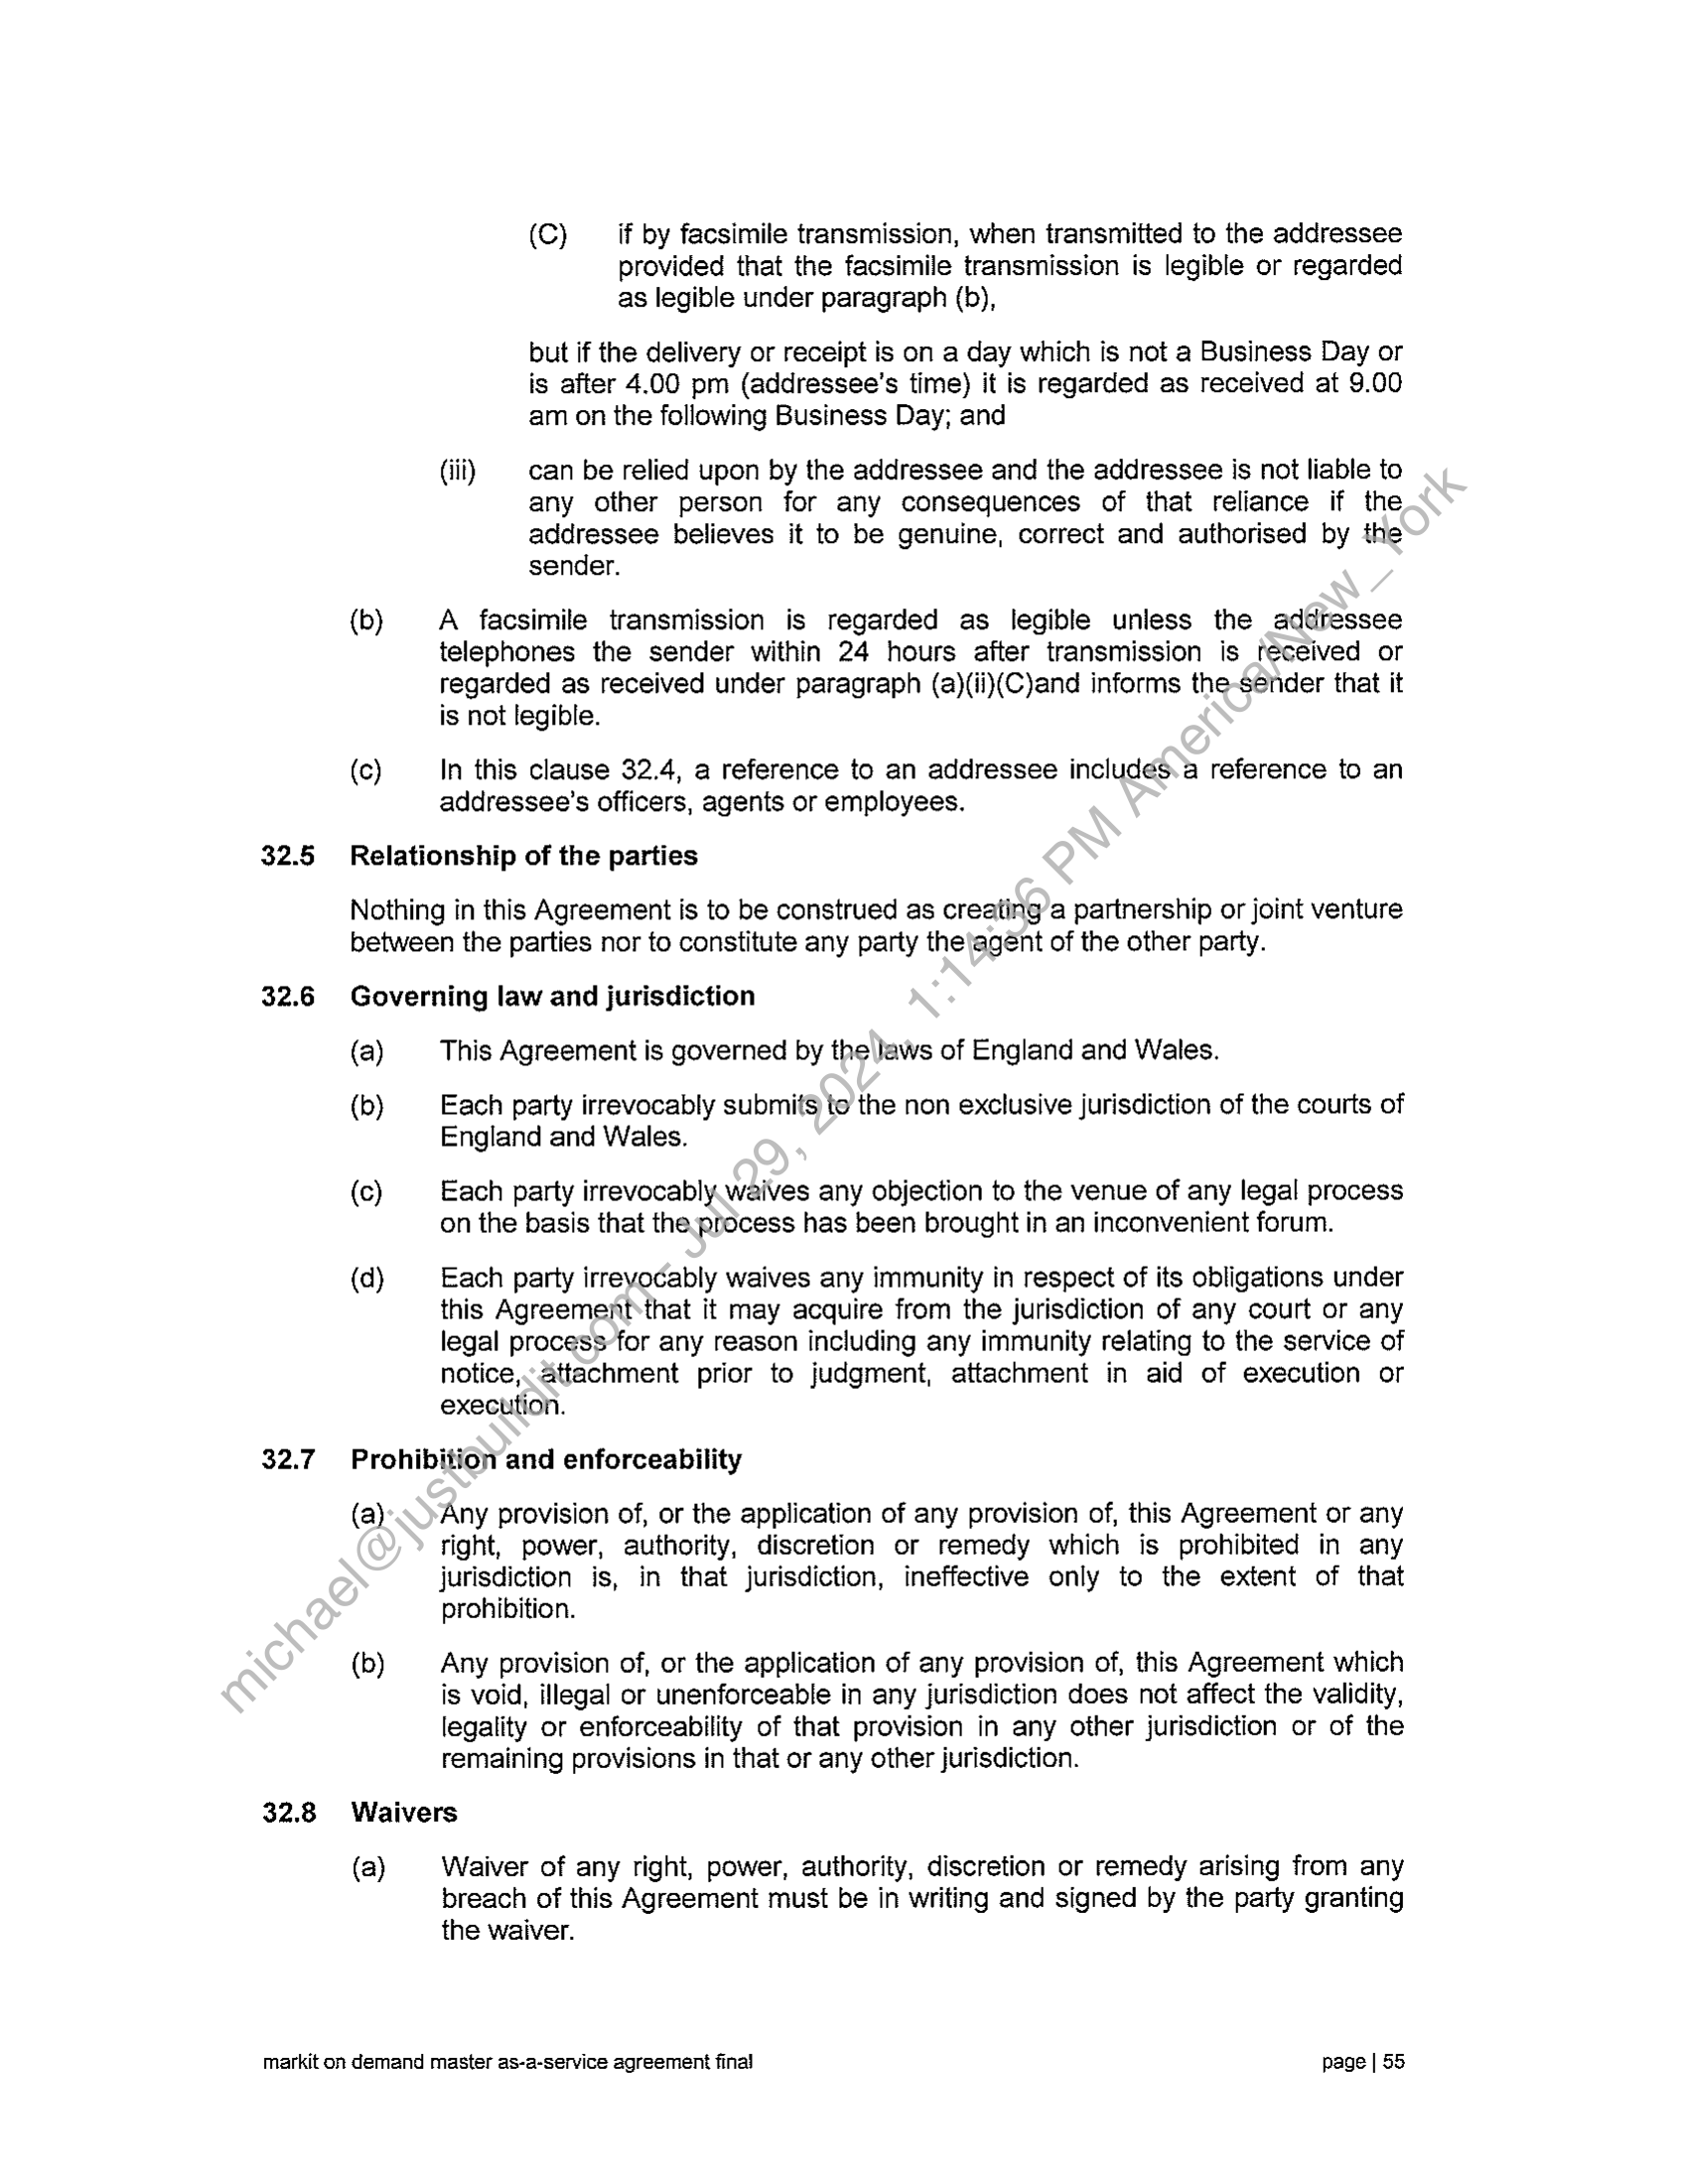 (C) if by facsimile transmission, when transmitted to the addressee
provided that the facsimile transmission is legible or regarded
as legible under paragraph (b),
but if the delivery or receipt is on a day which is not a Business Day or
is after 4.00 pm (addressee's time) it is regarded as received at 9.00
am on the following Business Day; and
(iii) can be relied upon by the addressee and the addressee is not liable to
any other person for any consequences of that reliance if the
addressee believes it to be genuine, correct and authorised by the
sender.
(b) A facsimile transmission is regarded as legible unless the addressee
telephones the sender within 24 hours after transmission is received or
regarded as received under paragraph (a)(ii)(C)and informs the sender that it
is not legible.
(c) In this clause 32.4, a reference to an addressee includes a reference to an
addressee's officers, agents or employees.
32.5 Relationship of the parties
Nothing in this Agreement is to be construed as creating a partnership or joint venture
between the parties nor to constitute any party the agent of the other party.
32.6 Governing law and jurisdiction
(a) This Agreement is governed by the laws of England and Wales.
(b) Each party irrevocably submits to the non exclusive jurisdiction of the courts of
England and Wales.
(c) Each party irrevocably waives any objection to the venue of any legal process
on the basis that the process has been brought in an inconvenient forum.
(d) Each party irrevocably waives any immunity in respect of its obligations under
this Agreement that it may acquire from the jurisdiction of any court or any
legal process for any reason including any immunity relating to the service of
notice, attachment prior to judgment, attachment in aid of execution or
execution.
32.7 Prohibition and enforceability
(a) Any provision of, or the application of any provision of, this Agreement or any
right, power, authority, discretion or remedy which is prohibited in any
jurisdiction is, in that jurisdiction, ineffective only to the extent of that
prohibition.
(b) Any provision of, or the application of any provision of, this Agreement which
is void, illegal or unenforceable in any jurisdiction does not affect the validity,
legality or enforceability of that provision in any other jurisdiction or of the
remaining provisions in that or any other jurisdiction.
32.8 Waivers
(a) Waiver of any right, power, authority, discretion or remedy arising from any
breach of this Agreement must be in writing and signed by the party granting
the waiver.
markit on demand master as-a-service agreement final page | 55
michael@justbuildit.com - Jul 29, 2024, 1:14:36 PM America/New_York